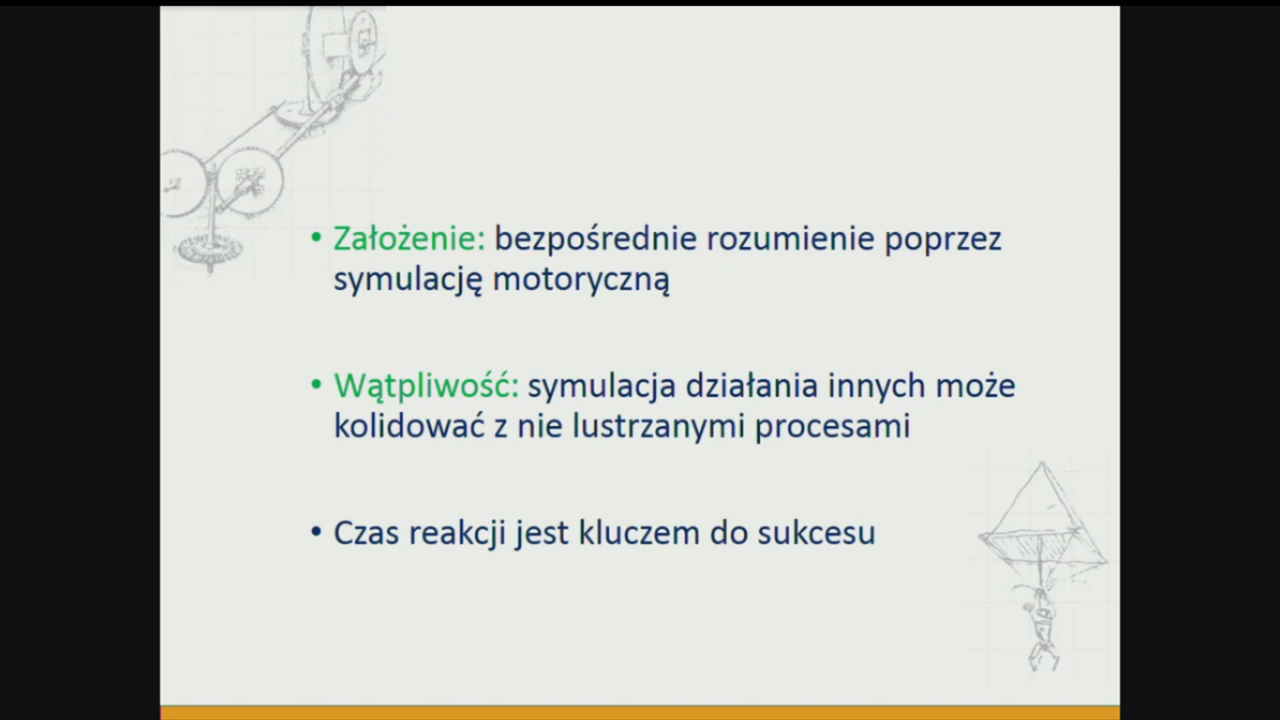 • Założenie: bezpośrednie rozumienie poprzez
symulację motoryczną
• Wątpliwość: symulacja działania innych może
kolidować z nie lustrzanymi procesami
• Czas reakcji jest kluczem do sukcesu